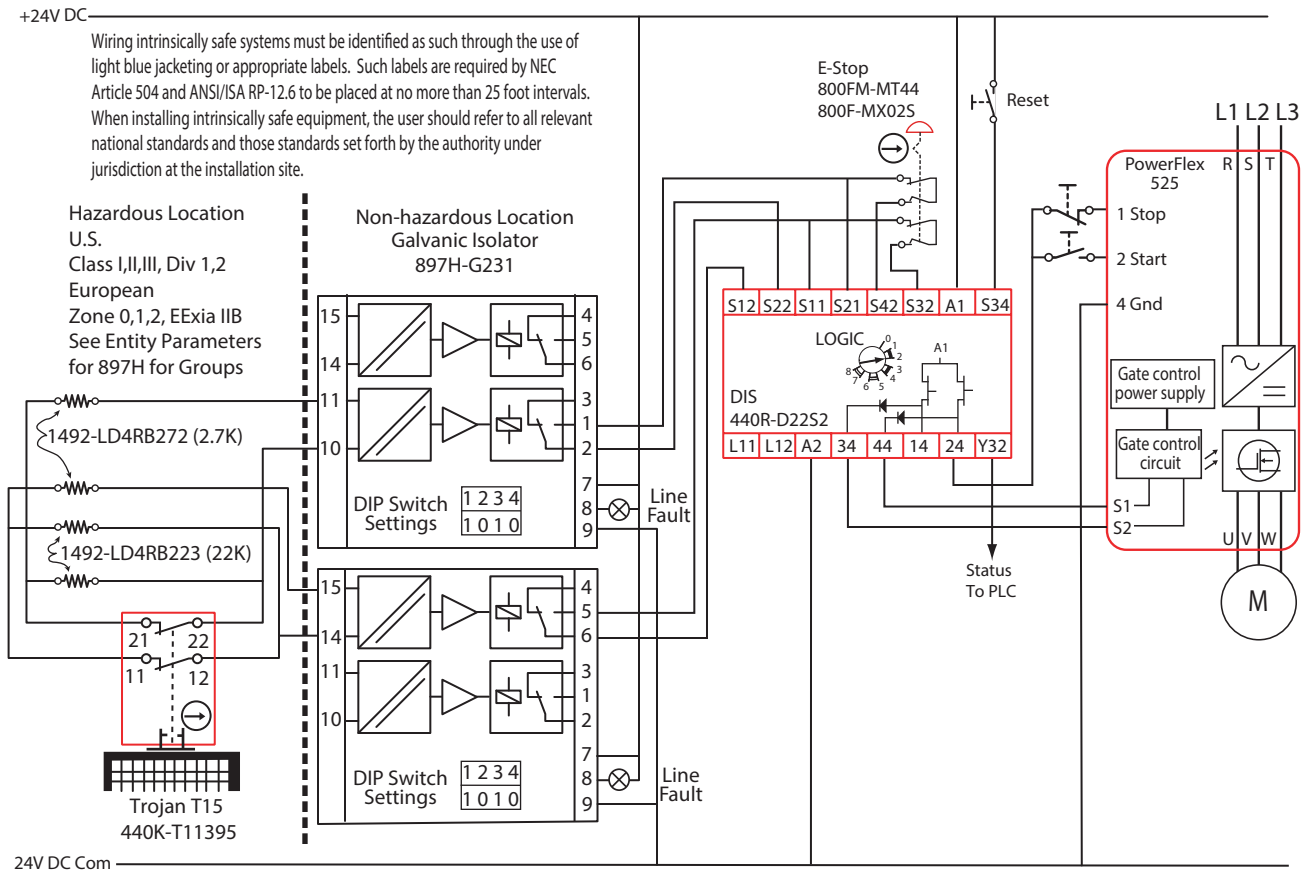 +24V DC
Wiring intrinsically safe systems must be identified as such through the use of
light blue jacketing or appropriate labels. Such labels are required by NEC
Article 504 and ANSI/ISA RP-12.6 to be placed at no more than 25 foot intervals.
When installing intrinsically safe equipment, the user should refer to all relevant
national standards and those standards set forth by the authority under
jurisdiction at the installation site.
Hazardous Location
U.S.
Class I,II,III, Div 1,2
European
Zone 0,1,2, EExia IIB
See Entity Parameters
for 897H for Groups
Non-hazardous Location
Galvanic Isolator
897H-G231
15
14
11
10
4
5
6
3
1
2
7
8
9
DIP Switch
Settings
1 2 3 4
1 0 1 0
Line
Fault
1492-LD4RB272 (2.7K)
1492-LD4RB223 (22K)
21
22
11
12
Trojan T15
440K-T11395
15
14
11
10
4
5
6
3
1
2
7
8
9
DIP Switch
Settings
1 2 3 4
1 0 1 0
Line
Fault
E-Stop
800FM-MT44
800F-MX02S
Reset
S12 S22 S11 S21 S42 S32 A1 S34
LOGIC
0
1
2
3
4
5
6
7
8
A1
DIS
440R-D22S2
L11 L12 A2 34 44 14 24 Y32
Status
To PLC
L1 L2 L3
PowerFlex
525
R S T
1 Stop
2 Start
4 Gnd
Gate control
power supply
Gate control
circuit
S1
S2
U V W
M
24V DC Com